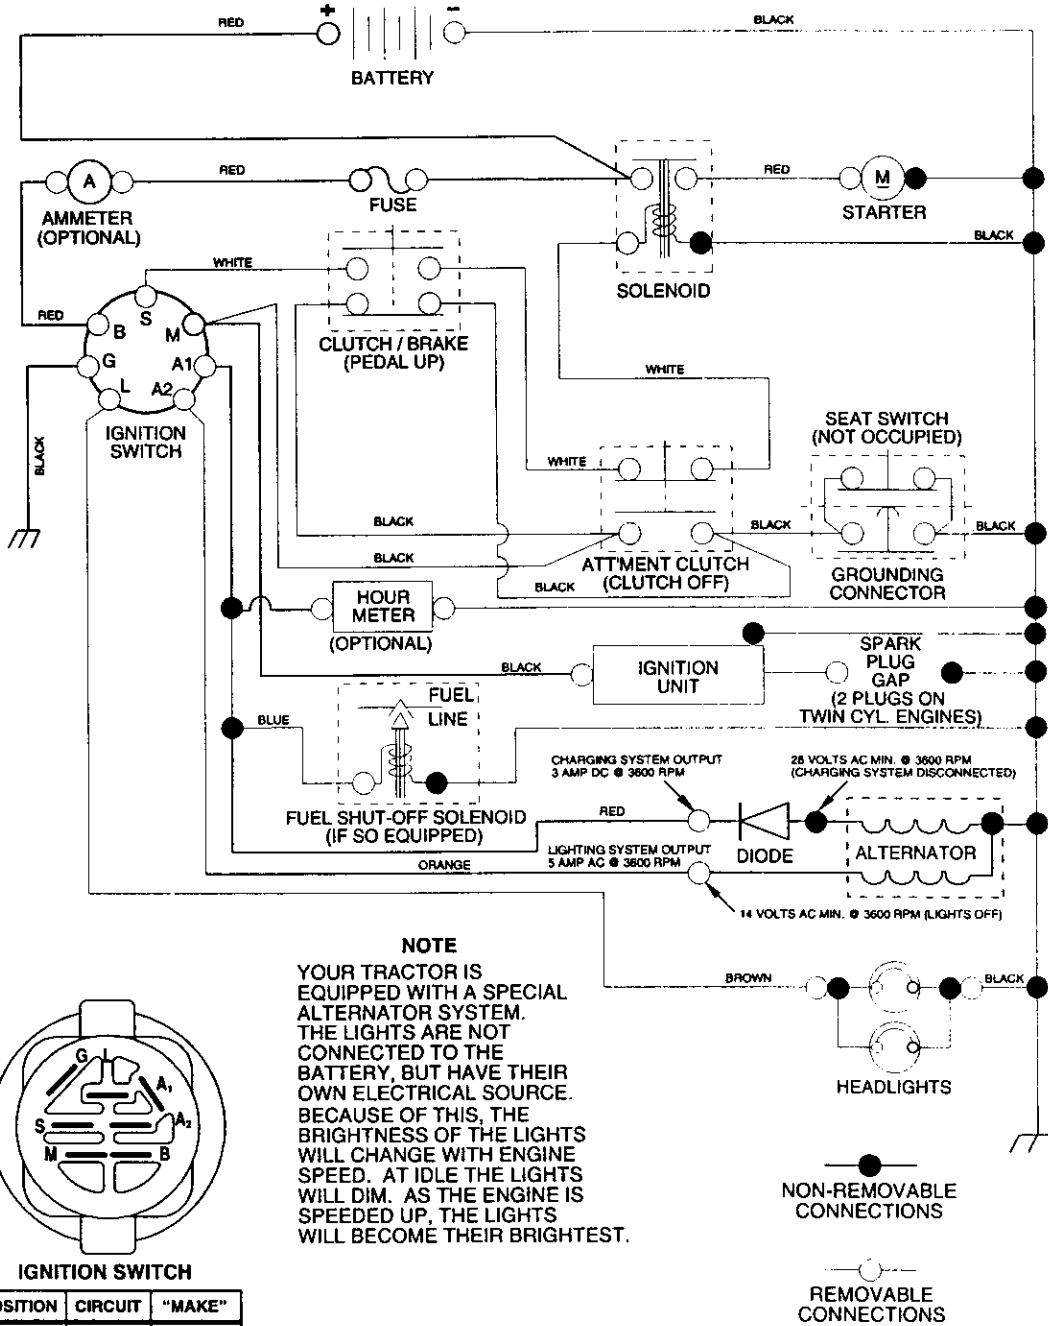 RED
+
-
BLACK
BATTERY
A
RED
FUSE
RED
M
STARTER
AMMETER
(OPTIONAL)
WHITE
BLACK
SOLENOID
RED
B
S
M
G
A1
L
A2
CLUTCH / BRAKE
(PEDAL UP)
WHITE
IGNITION
SWITCH
BLACK
SEAT SWITCH
(NOT OCCUPIED)
WHITE
BLACK
BLACK
BLACK
BLACK
ATT'MENT CLUTCH
(CLUTCH OFF)
BLACK
GROUNDING
CONNECTOR
HOUR
METER
(OPTIONAL)
BLACK
IGNITION
UNIT
SPARK
PLUG
GAP
(2 PLUGS ON
TWIN CYL. ENGINES)
FUEL
LINE
BLUE
FUEL SHUT-OFF SOLENOID
(IF SO EQUIPPED)
CHARGING SYSTEM OUTPUT
3 AMP DC @ 3600 RPM
28 VOLTS AC MIN. @ 3600 RPM
(CHARGING SYSTEM DISCONNECTED)
RED
DIODE
ALTERNATOR
LIGHTING SYSTEM OUTPUT
5 AMP AC @ 3600 RPM
ORANGE
14 VOLTS AC MIN. @ 3600 RPM (LIGHTS OFF)
NOTE
YOUR TRACTOR IS
EQUIPPED WITH A SPECIAL
ALTERNATOR SYSTEM.
THE LIGHTS ARE NOT
CONNECTED TO THE
BATTERY, BUT HAVE THEIR
OWN ELECTRICAL SOURCE.
BECAUSE OF THIS, THE
BRIGHTNESS OF THE LIGHTS
WILL CHANGE WITH ENGINE
SPEED. AT IDLE THE LIGHTS
WILL DIM. AS THE ENGINE IS
SPEEDED UP, THE LIGHTS
WILL BECOME THEIR BRIGHTEST.
BROWN
BLACK
HEADLIGHTS
G L
A1
S
A2
M
B
IGNITION SWITCH
NON-REMOVABLE
CONNECTIONS
REMOVABLE
CONNECTIONS
OSITION CIRCUIT "MAKE"